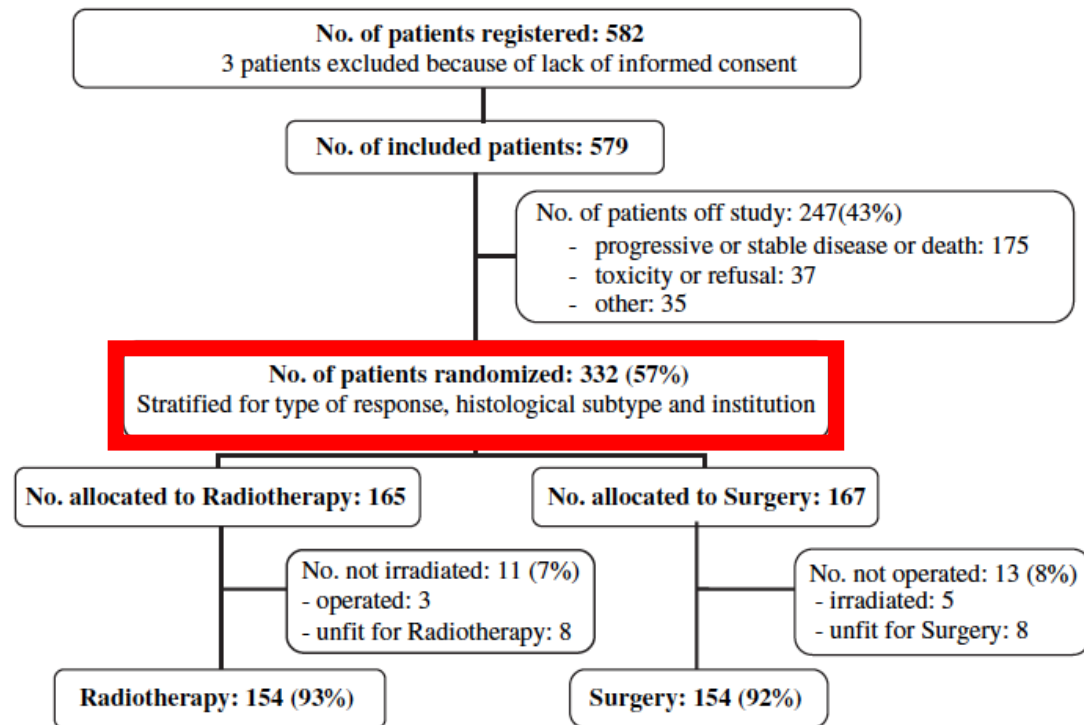 No. of patients registered: 582
3 patients excluded because of lack of informed consent
No. of included patients: 579
No. of patients off study: 247(43%)
- progressive or stable disease or death: 175
- toxicity or refusal: 37
- other: 35
No. of patients randomized: 332 (57%)
Stratified for type of response, histological subtype and institution
No. allocated to Radiotherapy: 165
No. allocated to Surgery: 167
No. not irradiated: 11 (7%)
- operated: 3
- unfit for Radiotherapy: 8
No. not operated: 13 (8%)
- irradiated: 5
- unfit for Surgery: 8
Radiotherapy: 154 (93%)
Surgery: 154 (92%)